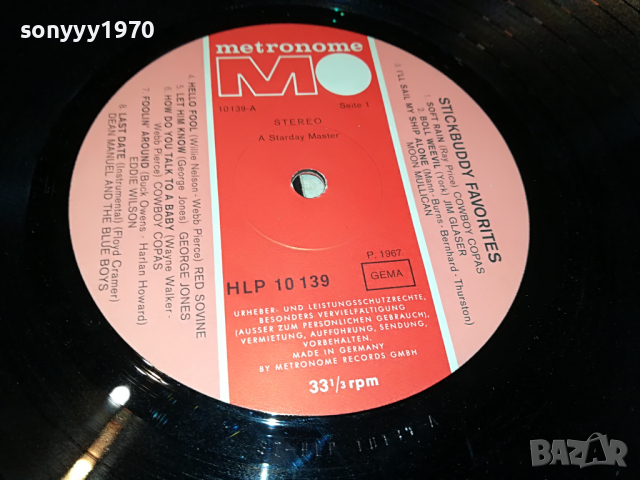 sonyyy1970
metronome
MO
10139-A
Seite 1
STEREO
A Starday Master
STICKBUDDY FAVORITES
1. SOFT RAIN (Ray Price) COWBOY COPAS
2. BOLL WEEVIL (York) JIM GLASER
3. I'LL SAIL MY SHIP ALONE (Mann - Burns - Bernhard - Thurston)
MOON MULLICAN
4. HELLO FOOL (Willie Nelson - Webb Pierce) RED SOVINE
5. LET HIM KNOW (George Jones) GEORGE JONES
6. HOW DO YOU TALK TO A BABY (Wayne Walker -
Webb Pierce) COWBOY COPAS
7. FOOLIN' AROUND (Buck Owens - Harlan Howard)
EDDIE WILSON
8. LAST DATE (Instrumental) (Floyd Cramer)
DEAN MANUEL AND THE BLUE BOYS
P. 1967
HLP 10 139
GEMA
URHEBER- UND LEISTUNGSSCHUTZRECHTE,
BESONDERS VERVIELFÄLTIGUNG
(AUSSER ZUM PERSÖNLICHEN GEBRAUCH),
VERMIETUNG, AUFFÜHRUNG, SENDUNG,
VORBEHALTEN.
MADE IN GERMANY
BY METRONOME RECORDS GMBH
33 1/3 rpm
HLP 10139 A
BAZAR